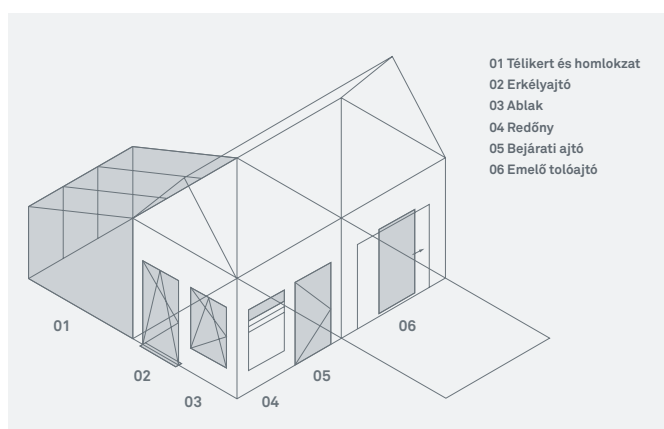 01 Télikert és homlokzat
02 Erkélyajtó
03 Ablak
04 Redőny
05 Bejárati ajtó
06 Emelő tolóajtó
01
06
02
05
03
04